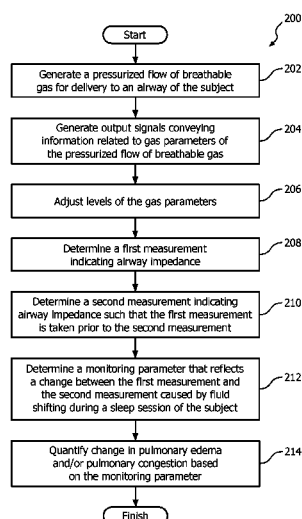 200
Start
Generate a pressurized flow of breathable
gas for delivery to an airway of the subject
202
Generate output signals conveying
information related to gas parameters of
the pressurized flow of breathable gas
204
Adjust levels of the gas parameters
206
Determine a first measurement
indicating airway impedance
208
Determine a second measurement indicating
airway impedance such that the first measurement
is taken prior to the second measurement
210
Determine a monitoring parameter that reflects
a change between the first measurement and
the second measurement caused by fluid
shifting during a sleep session of the subject
212
Quantify change in pulmonary edema
and/or pulmonary congestion based
on the monitoring parameter
214
Finish